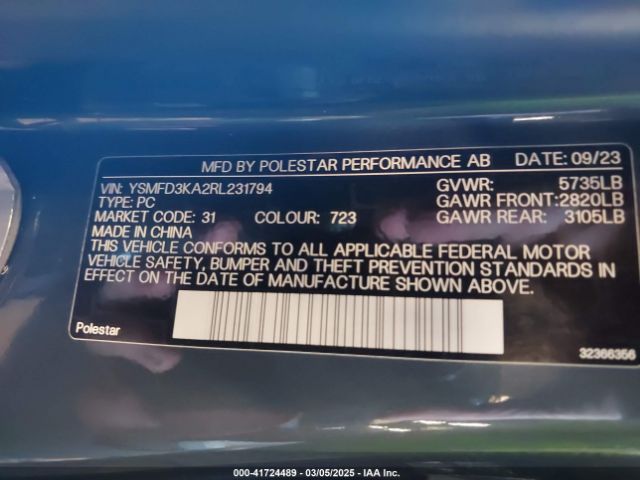 MFD BY POLESTAR PERFORMANCE AB DATE: 09/23
VIN: YSMFD3KA2RL231794 GVWR: 5735LB
TYPE: PC GAWR FRONT: 2820LB
MARKET CODE: 31 COLOUR: 723 GAWR REAR: 3105LB
MADE IN CHINA
THIS VEHICLE CONFORMS TO ALL APPLICABLE FEDERAL MOTOR
VEHICLE SAFETY, BUMPER AND THEFT PREVENTION STANDARDS IN
EFFECT ON THE DATE OF MANUFACTURE SHOWN ABOVE.
Polestar 32366356
000-41724489 - 03/05/2025 - IAA Inc.